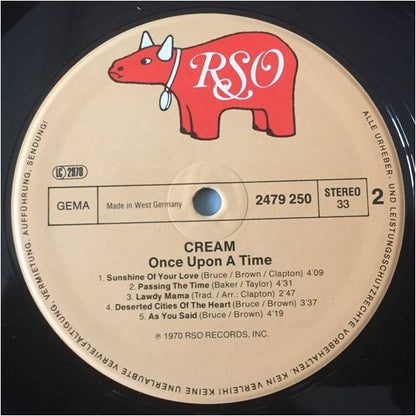 RSO
LC 2970
GEMA
Made in West Germany
2479 250
STEREO
33
2
CREAM
Once Upon A Time
1. Sunshine Of Your Love (Bruce / Brown / Clapton) 4'09
2. Passing The Time (Baker / Taylor) 4'31
3. Lawdy Mama (Trad. / Arr.: Clapton) 2'47
4. Deserted Cities Of The Heart (Bruce / Brown) 3'37
5. As You Said (Bruce / Brown) 4'19
℗ 1970 RSO RECORDS, INC.
ALLE URHEBER- UND LEISTUNGSSCHUTZRECHTE VORBEHALTEN. KEIN VERLEIH! KEINE UNERLAUBTE VERVIELFÄLTIGUNG, VERMIETUNG, AUFFÜHRUNG, SENDUNG!